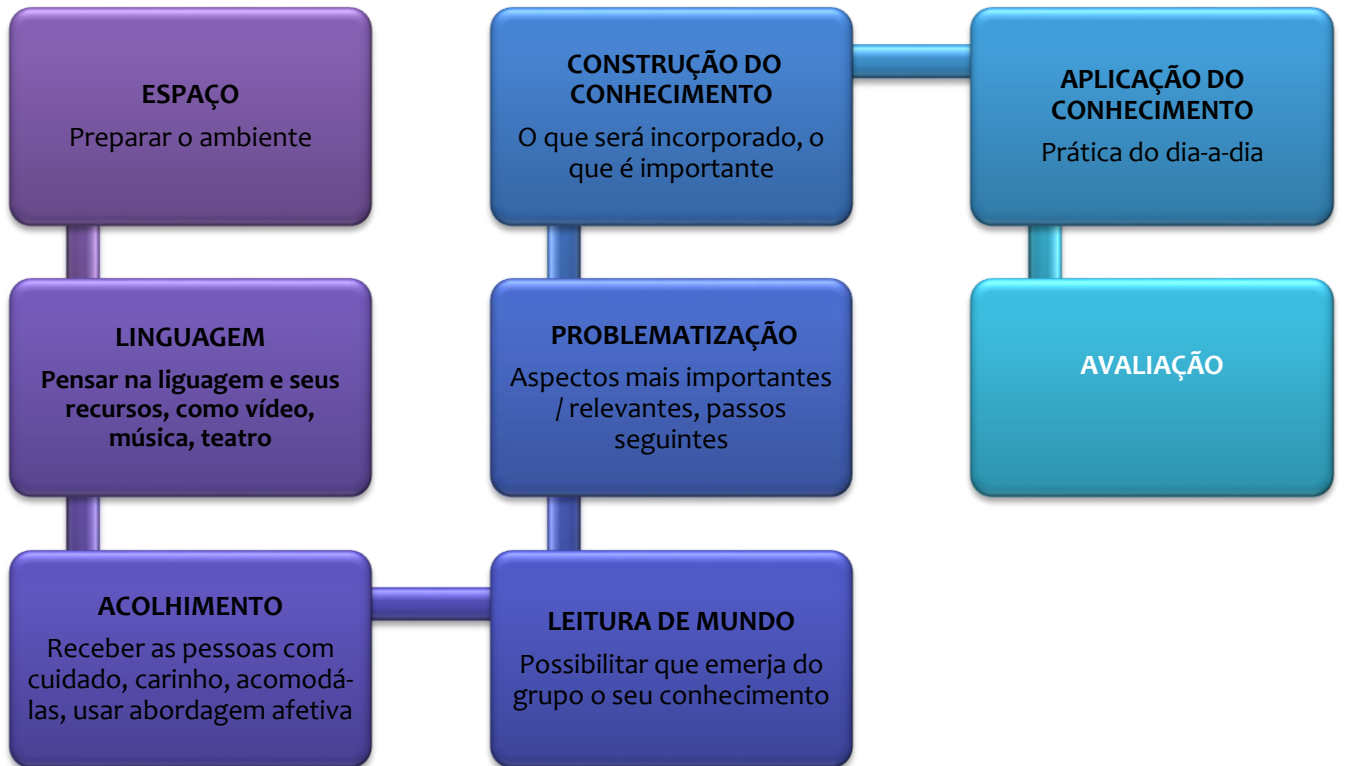 ESPAÇO
Preparar o ambiente
LINGUAGEM
Pensar na liguagem e seus
recursos, como vídeo,
música, teatro
ACOLHIMENTO
Receber as pessoas com
cuidado, carinho, acomodá-
las, usar abordagem afetiva
LEITURA DE MUNDO
Possibilitar que emerja do
grupo o seu conhecimento
PROBLEMATIZAÇÃO
Aspectos mais importantes
/ relevantes, passos
seguintes
CONSTRUÇÃO DO
CONHECIMENTO
O que será incorporado, o
que é importante
APLICAÇÃO DO
CONHECIMENTO
Prática do dia-a-dia
AVALIAÇÃO